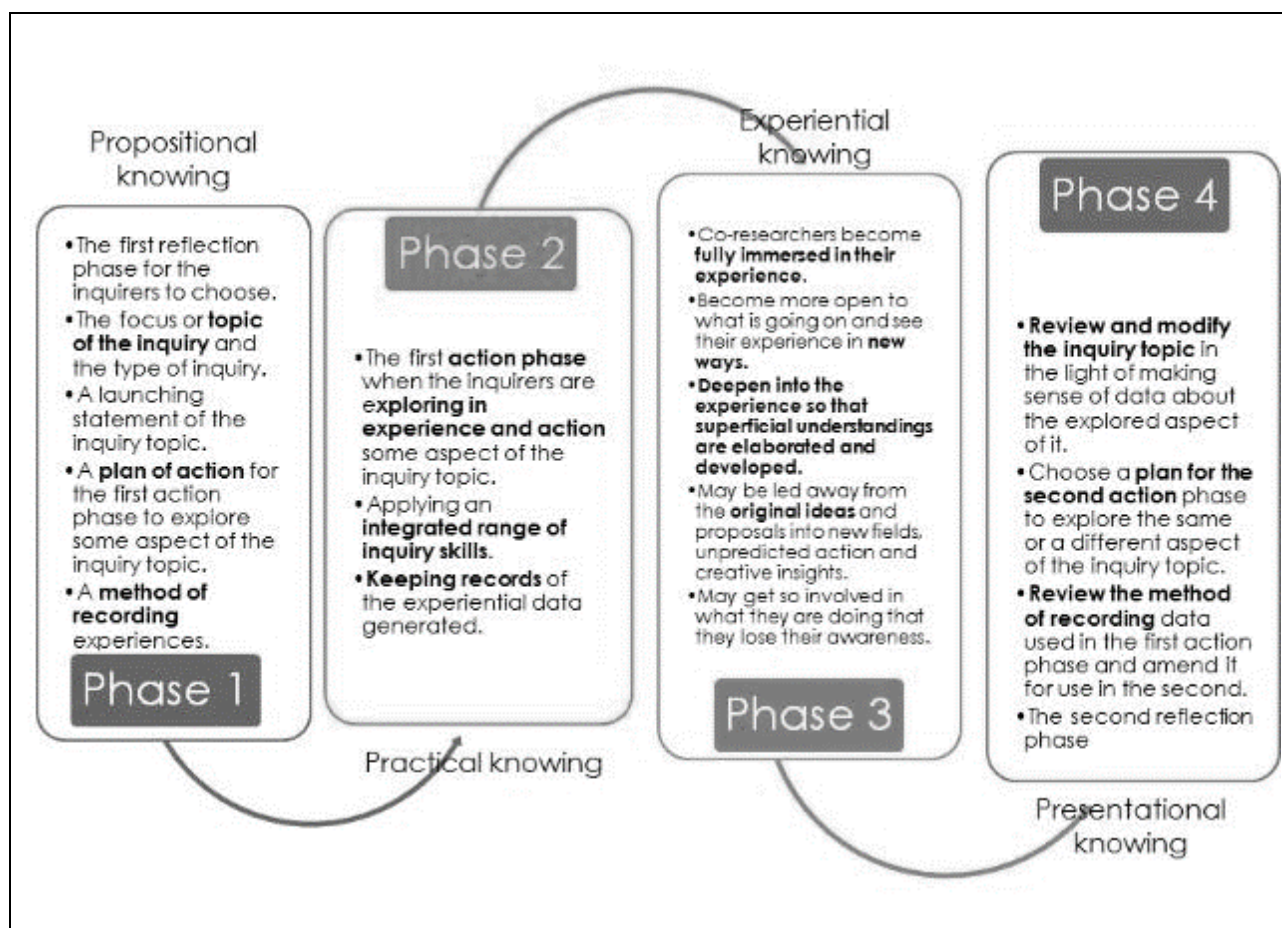 Propositional
knowing
•The first reflection
phase for the
inquirers to choose.
•The focus or topic
of the inquiry and
the type of inquiry.
•A launching
statement of the
inquiry topic.
•A plan of action for
the first action
phase to explore
some aspect of the
inquiry topic.
•A method of
recording
experiences.
Phase 1
Phase 2
•The first action phase
when the inquirers are
exploring in
experience and action
some aspect of the
inquiry topic.
•Applying an
integrated range of
inquiry skills.
•Keeping records of
the experiential data
generated.
Practical knowing
Experiential
knowing
•Co-researchers become
fully immersed in their
experience.
•Become more open to
what is going on and see
their experience in new
ways.
•Deepen into the
experience so that
superficial understandings
are elaborated and
developed.
•May be led away from
the original ideas and
proposals into new fields,
unpredicted action and
creative insights.
•May get so involved in
what they are doing that
they lose their awareness.
Phase 3
Phase 4
•Review and modify
the inquiry topic in
the light of making
sense of data about
the explored aspect
of it.
•Choose a plan for the
second action phase
to explore the same
or a different aspect
of the inquiry topic.
•Review the method
of recording data
used in the first action
phase and amend it
for use in the second.
•The second reflection
phase
Presentational
knowing